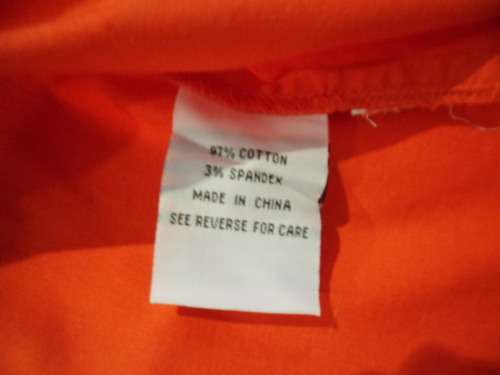 97% COTTON
3% SPANDEX
MADE IN CHINA
SEE REVERSE FOR CARE